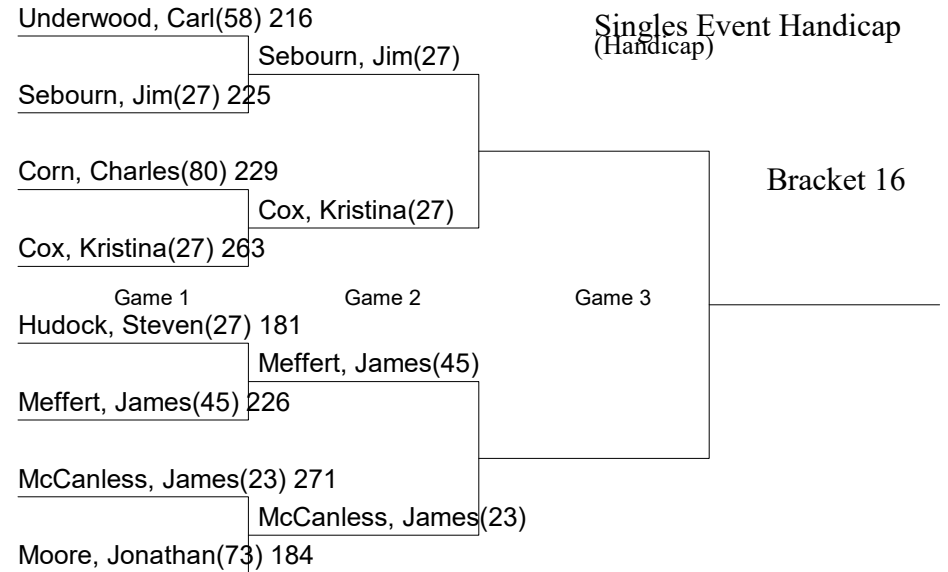 Underwood, Carl(58) 216
Singles Event Handicap
(Handicap)
Sebourn, Jim(27)
Sebourn, Jim(27) 225
Corn, Charles(80) 229
Bracket 16
Cox, Kristina(27)
Cox, Kristina(27) 263
Game 1
Game 2
Game 3
Hudock, Steven(27) 181
Meffert, James(45)
Meffert, James(45) 226
McCanless, James(23) 271
McCanless, James(23)
Moore, Jonathan(73) 184